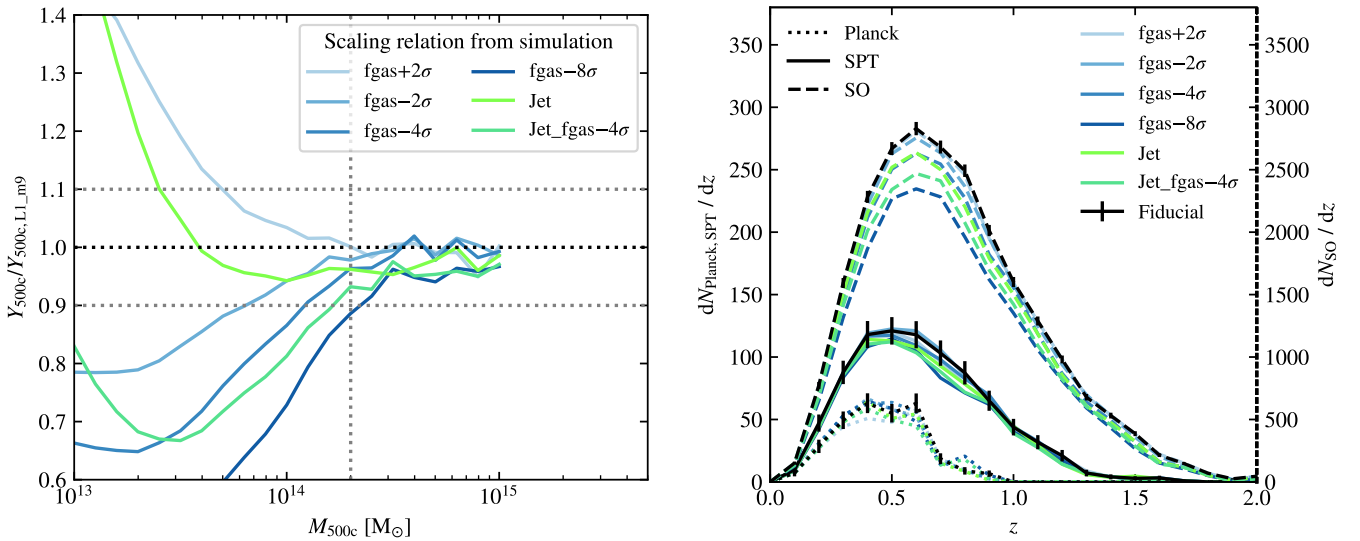 Scaling relation from simulation
fgas+2σ
fgas−2σ
fgas−4σ
fgas−8σ
Jet
Jet_fgas−4σ
1.4
1.3
1.2
1.1
1.0
0.9
0.8
0.7
0.6
Y500c/Y500c, L1_m9
10^13
10^14
10^15
M500c [M⊙]
Planck
SPT
SO
fgas+2σ
fgas−2σ
fgas−4σ
fgas−8σ
Jet
Jet_fgas−4σ
Fiducial
350
300
250
200
150
100
50
0
dNPlanck, SPT / dz
3500
3000
2500
2000
1500
1000
500
0
dNSO / dz
0.0
0.5
1.0
1.5
2.0
z